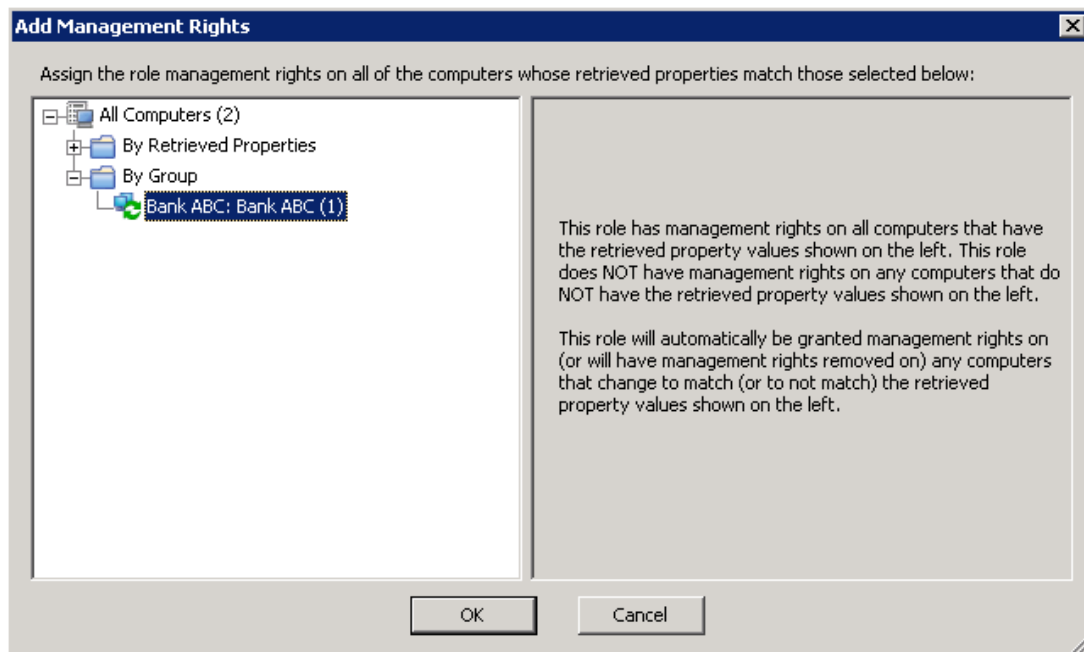 Add Management Rights
Assign the role management rights on all of the computers whose retrieved properties match those selected below:
All Computers (2)
By Retrieved Properties
By Group
Bank ABC: Bank ABC (1)
This role has management rights on all computers that have
the retrieved property values shown on the left. This role
does NOT have management rights on any computers that do
NOT have the retrieved property values shown on the left.
This role will automatically be granted management rights on
(or will have management rights removed on) any computers
that change to match (or to not match) the retrieved
property values shown on the left.
OK
Cancel